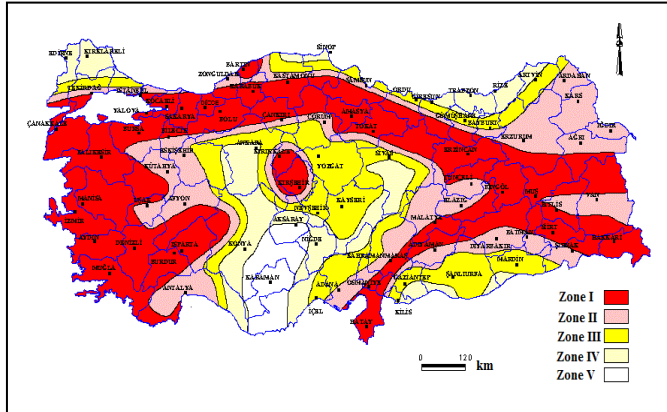 SİNOP
EDİRNE
KIRKLARELİ
BARTIN
ZONGULDAK
KASTAMONU
SAMSUN
ARTVİN
ARDAHAN
TEKİRDAĞ
İSTANBUL
KARABÜK
ORDU
GİRESUN
TRABZON
RİZE
KARS
KOCAELİ
YALOVA
SAKARYA
DÜZCE
BOLU
ÇANKIRI
ÇORUM
AMASYA
TOKAT
GÜMÜŞHANE
BAYBURT
ÇANAKKALE
BURSA
BİLECİK
ERZURUM
AĞRI
IĞDIR
ANKARA
KIRIKKALE
SİVAS
ERZİNCAN
BALIKESİR
ESKİŞEHİR
KÜTAHYA
YOZGAT
KIRŞEHİR
TUNCELİ
BİNGÖL
MUŞ
VAN
MANİSA
UŞAK
AFYON
NEVŞEHİR
KAYSERİ
ELAZIĞ
BİTLİS
İZMİR
AKSARAY
MALATYA
AYDIN
DENİZLİ
ISPARTA
KONYA
NİĞDE
KAHRAMANMARAŞ
ADIYAMAN
DİYARBAKIR
BATMAN
SİİRT
HAKKARİ
BURDUR
ŞIRNAK
MUĞLA
KARAMAN
MARDİN
ANTALYA
ADANA
OSMANİYE
GAZİANTEP
ŞANLIURFA
İÇEL
KİLİS
HATAY
Zone I
Zone II
Zone III
Zone IV
Zone V
0 120
km